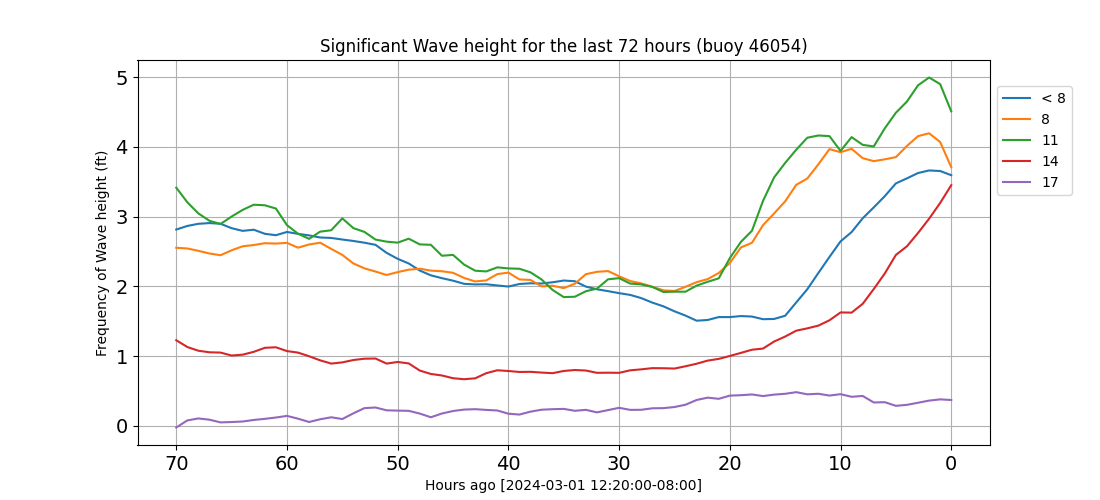 Significant Wave height for the last 72 hours (buoy 46054)
Frequency of Wave height (ft)
5
4
3
2
1
0
70 60 50 40 30 20 10 0
Hours ago [2024-03-01 12:20:00-08:00]
< 8
8
11
14
17